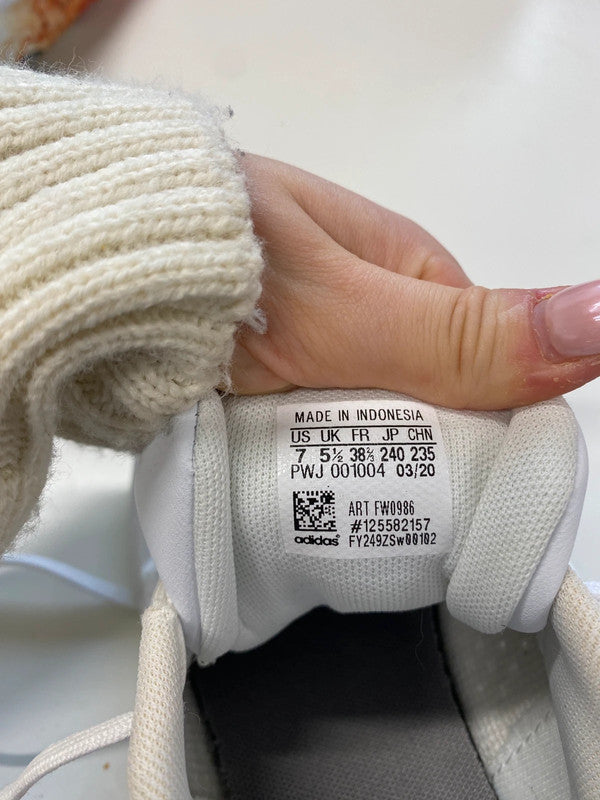 MADE IN INDONESIA
US UK FR JP CHN
7 5½ 38⅔ 240 235
PWJ 001004 03/20
ART FW0986
#125582157
adidas® FY249ZSw00102